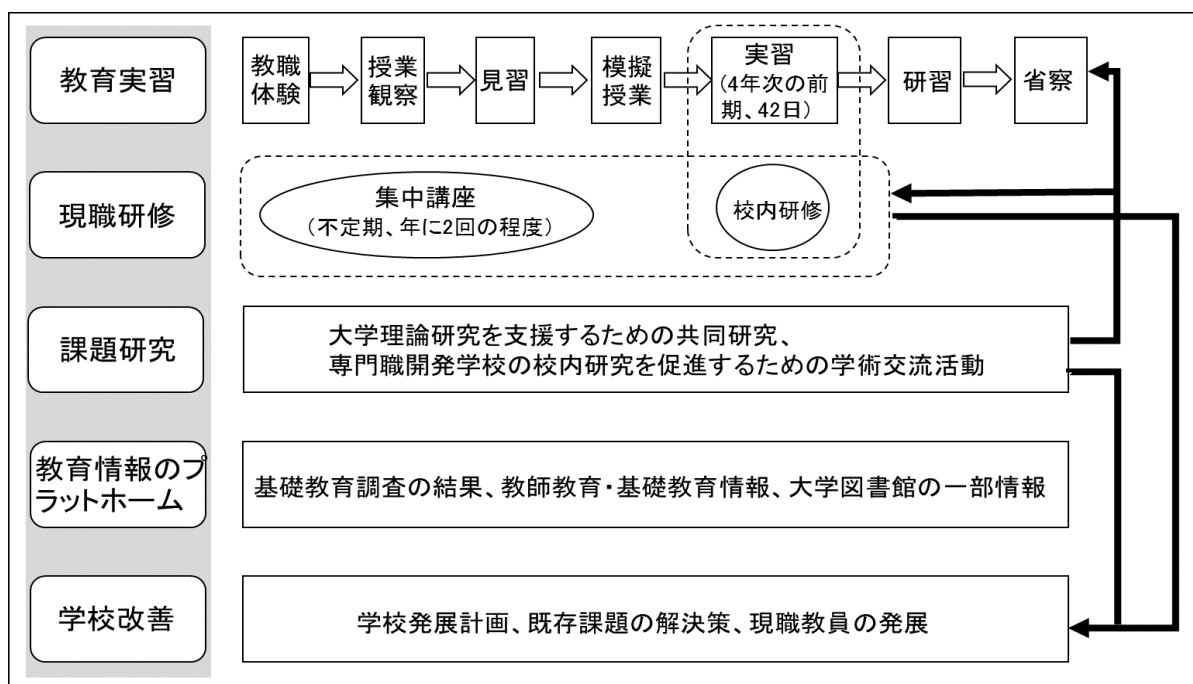 教育実習
教職
体験
授業
観察
見習
模擬
授業
実習
(4年次の前
期、42日)
研習
省察
現職研修
集中講座
(不定期、年に2回の程度)
校内研修
課題研究
大学理論研究を支援するための共同研究、
専門職開発学校の校内研究を促進するための学術交流活動
教育情報のプ
ラットホーム
基礎教育調査の結果、教師教育・基礎教育情報、大学図書館の一部情報
学校改善
学校発展計画、既存課題の解決策、現職教員の発展